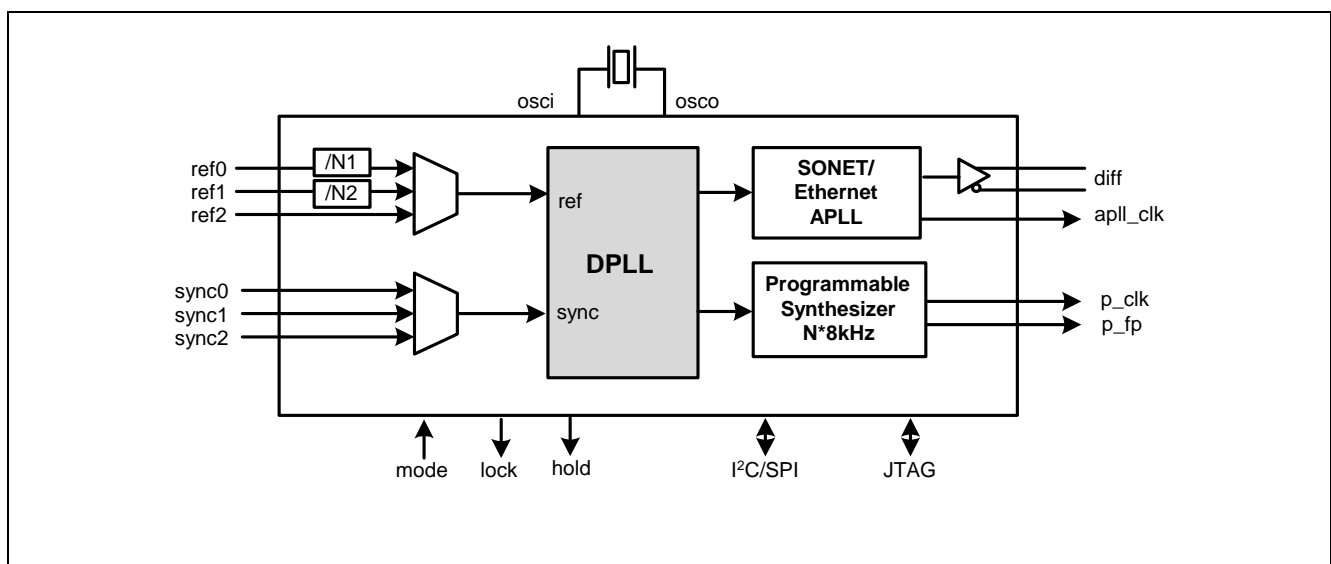 osci
osco
ref0
/N1
ref1
/N2
ref2
ref
sync0
sync1
sync2
sync
DPLL
SONET/
Ethernet
APLL
diff
apll_clk
Programmable
Synthesizer
N*8kHz
p_clk
p_fp
mode
lock
hold
I²C/SPI
JTAG